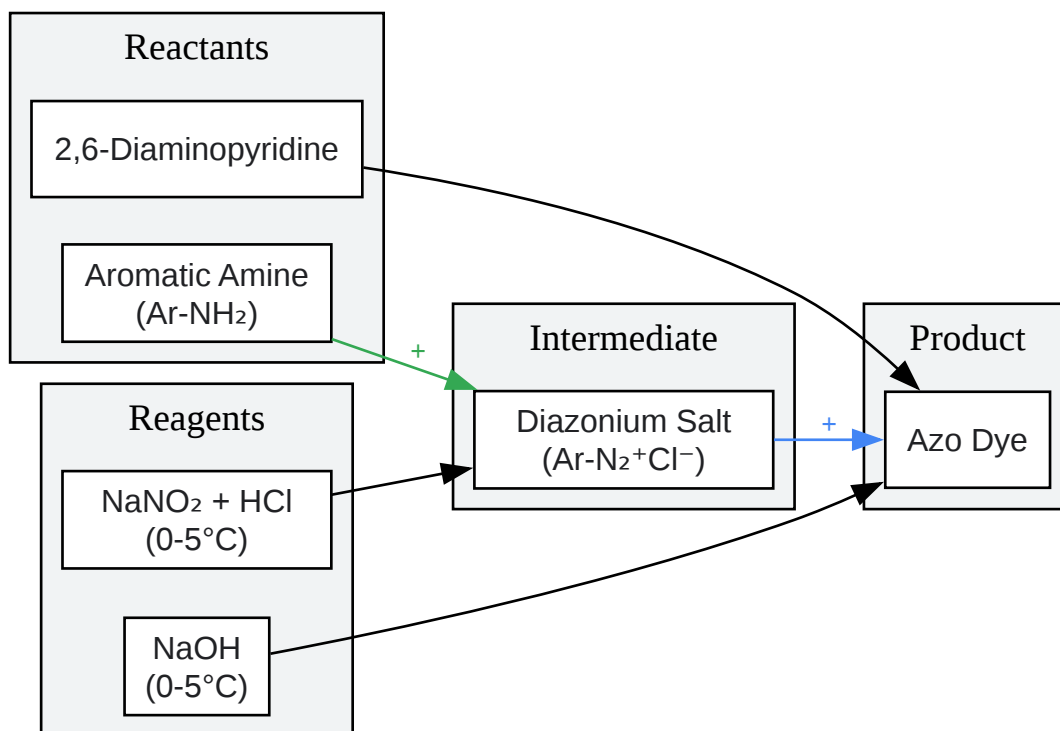 Reactants
2,6-Diaminopyridine
Aromatic Amine
(Ar-NH₂)
+
Reagents
NaNO₂ + HCl
(0-5°C)
NaOH
(0-5°C)
Intermediate
Diazonium Salt
(Ar-N₂⁺Cl⁻)
+
Product
Azo Dye